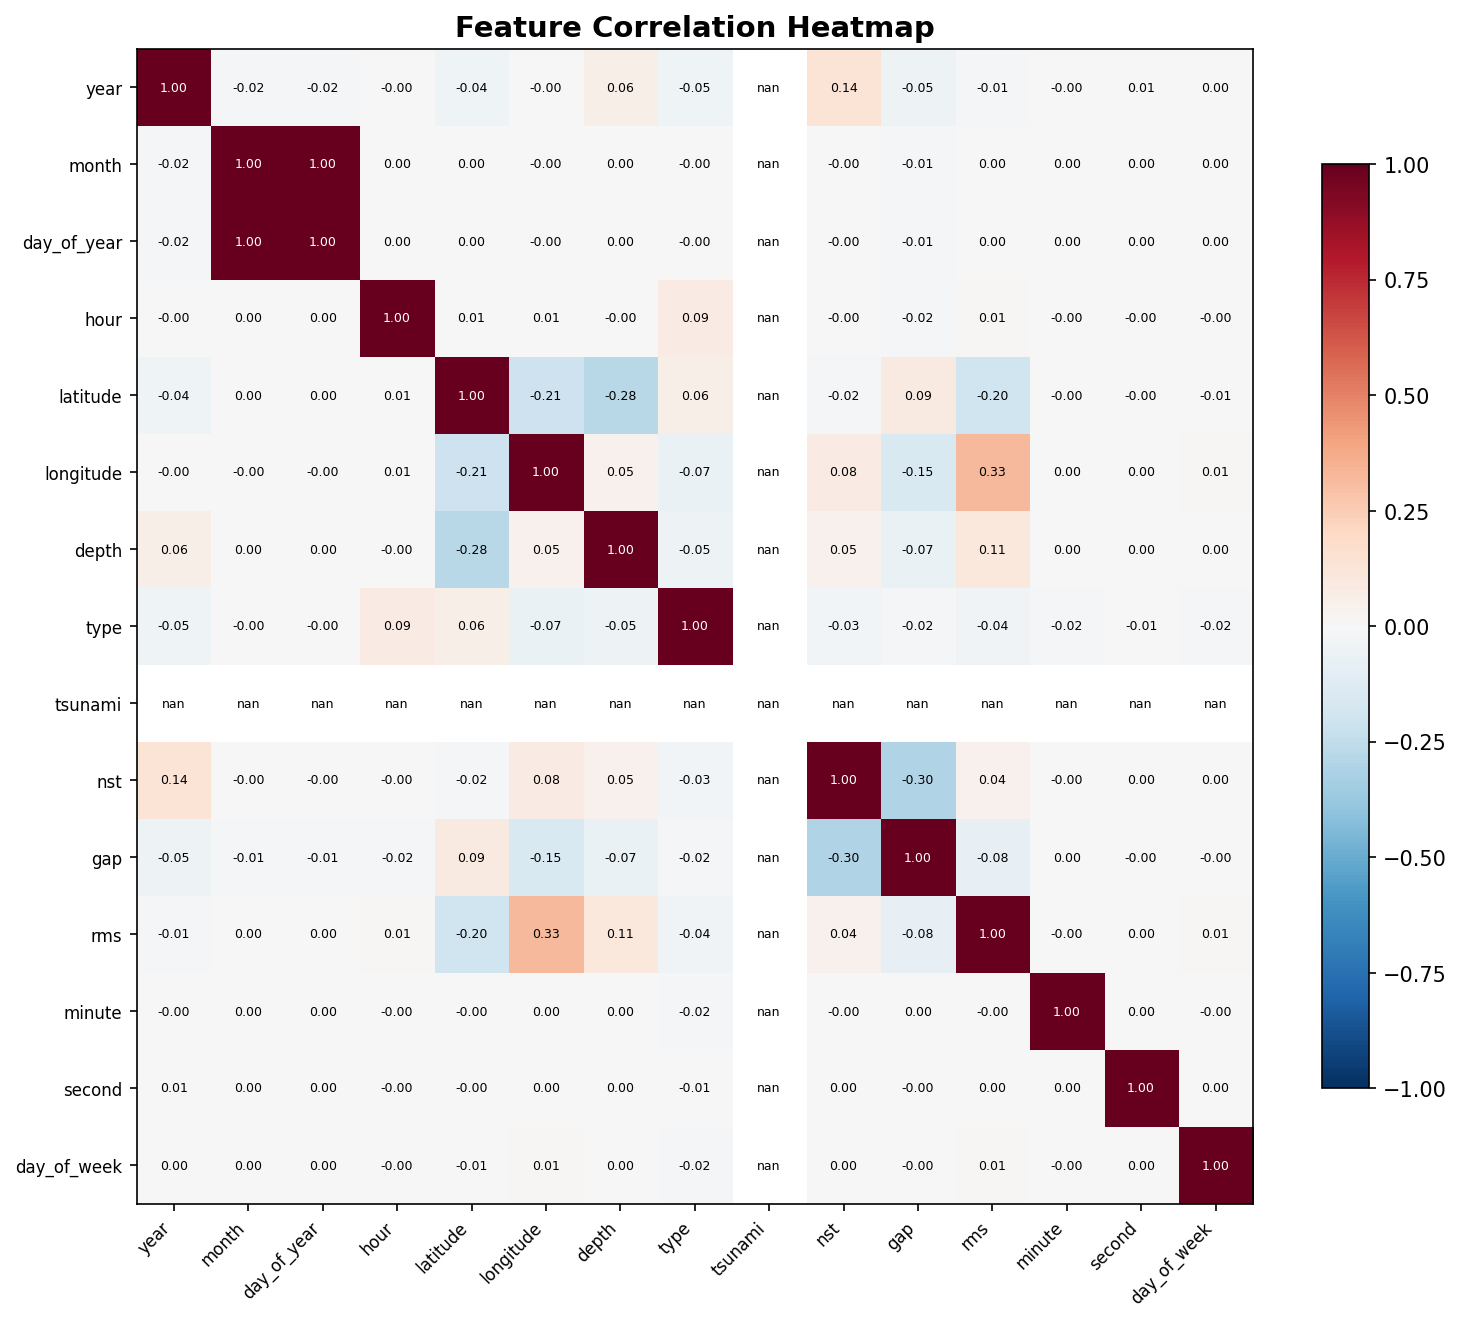 Feature Correlation Heatmap
year 1.00 -0.02 -0.02 -0.00 -0.04 -0.00 0.06 -0.05 nan 0.14 -0.05 -0.01 -0.00 0.01 0.00
month -0.02 1.00 1.00 0.00 0.00 -0.00 0.00 -0.00 nan -0.00 -0.01 0.00 0.00 0.00 0.00
day_of_year -0.02 1.00 1.00 0.00 0.00 -0.00 0.00 -0.00 nan -0.00 -0.01 0.00 0.00 0.00 0.00
hour -0.00 0.00 0.00 1.00 0.01 0.01 -0.00 0.09 nan -0.00 -0.02 0.01 -0.00 -0.00 -0.00
latitude -0.04 0.00 0.00 0.01 1.00 -0.21 -0.28 0.06 nan -0.02 0.09 -0.20 -0.00 -0.00 -0.01
longitude -0.00 -0.00 -0.00 0.01 -0.21 1.00 0.05 -0.07 nan 0.08 -0.15 0.33 0.00 0.00 0.01
depth 0.06 0.00 0.00 -0.00 -0.28 0.05 1.00 -0.05 nan 0.05 -0.07 0.11 0.00 0.00 0.00
type -0.05 -0.00 -0.00 0.09 0.06 -0.07 -0.05 1.00 nan -0.03 -0.02 -0.04 -0.02 -0.01 -0.02
tsunami nan nan nan nan nan nan nan nan nan nan nan nan nan nan nan
nst 0.14 -0.00 -0.00 -0.00 -0.02 0.08 0.05 -0.03 nan 1.00 -0.30 0.04 -0.00 0.00 0.00
gap -0.05 -0.01 -0.01 -0.02 0.09 -0.15 -0.07 -0.02 nan -0.30 1.00 -0.08 0.00 -0.00 -0.00
rms -0.01 0.00 0.00 0.01 -0.20 0.33 0.11 -0.04 nan 0.04 -0.08 1.00 -0.00 0.00 0.01
minute -0.00 0.00 0.00 -0.00 -0.00 0.00 0.00 -0.02 nan -0.00 0.00 -0.00 1.00 0.00 -0.00
second 0.01 0.00 0.00 -0.00 -0.00 0.00 0.00 -0.01 nan 0.00 -0.00 0.00 0.00 1.00 0.00
day_of_week 0.00 0.00 0.00 -0.00 -0.01 0.01 0.00 -0.02 nan 0.00 -0.00 0.01 -0.00 0.00 1.00
year month day_of_year hour latitude longitude depth type tsunami nst gap rms minute second day_of_week
1.00
0.75
0.50
0.25
0.00
−0.25
−0.50
−0.75
−1.00